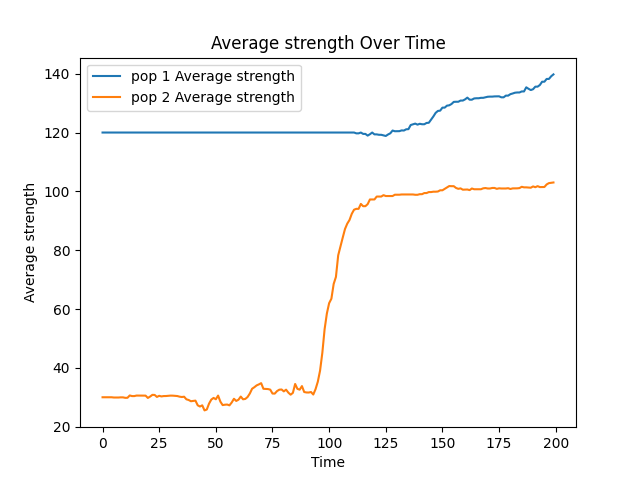 Average strength Over Time
pop 1 Average strength
pop 2 Average strength
Average strength
140
120
100
80
60
40
20
0 25 50 75 100 125 150 175 200
Time